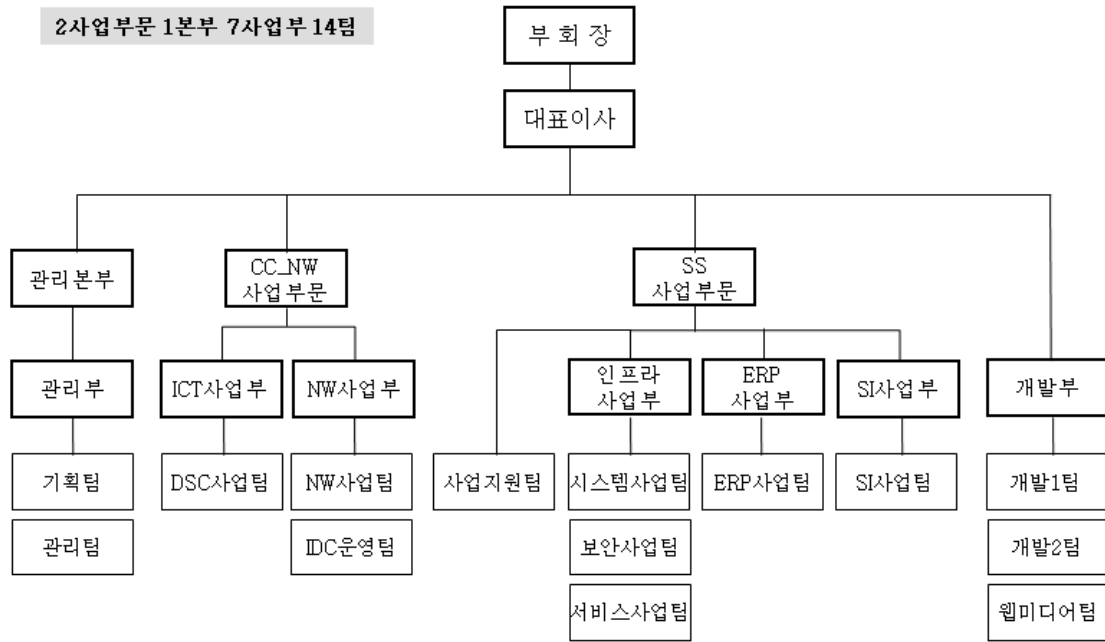 2사업부문 1본부 7사업부 14팀
부 회 장
대표이사
관리본부
CC_NW
사업부문
SS
사업부문
관리부
ICT사업부
NW사업부
인프라
사업부
ERP
사업부
SI사업부
개발부
기획팀
DSC사업팀
NW사업팀
사업지원팀
시스템사업팀
ERP사업팀
SI사업팀
개발1팀
관리팀
IDC운영팀
보안사업팀
개발2팀
서비스사업팀
웹미디어팀